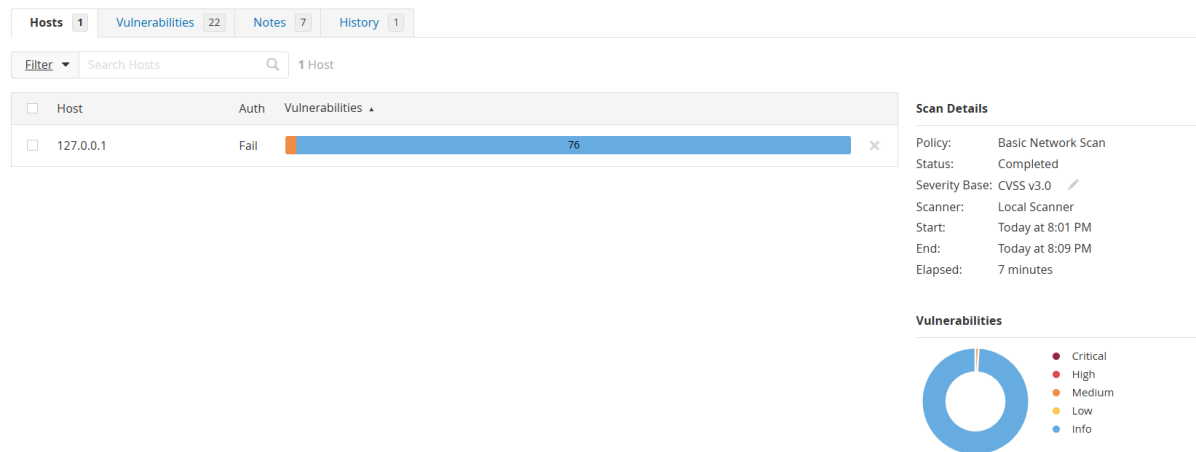 Hosts 1 Vulnerabilities 22 Notes 7 History 1
Filter Search Hosts 1 Host
Host Auth Vulnerabilities
127.0.0.1 Fail 76
Scan Details
Policy: Basic Network Scan
Status: Completed
Severity Base: CVSS v3.0
Scanner: Local Scanner
Start: Today at 8:01 PM
End: Today at 8:09 PM
Elapsed: 7 minutes
Vulnerabilities
Critical
High
Medium
Low
Info